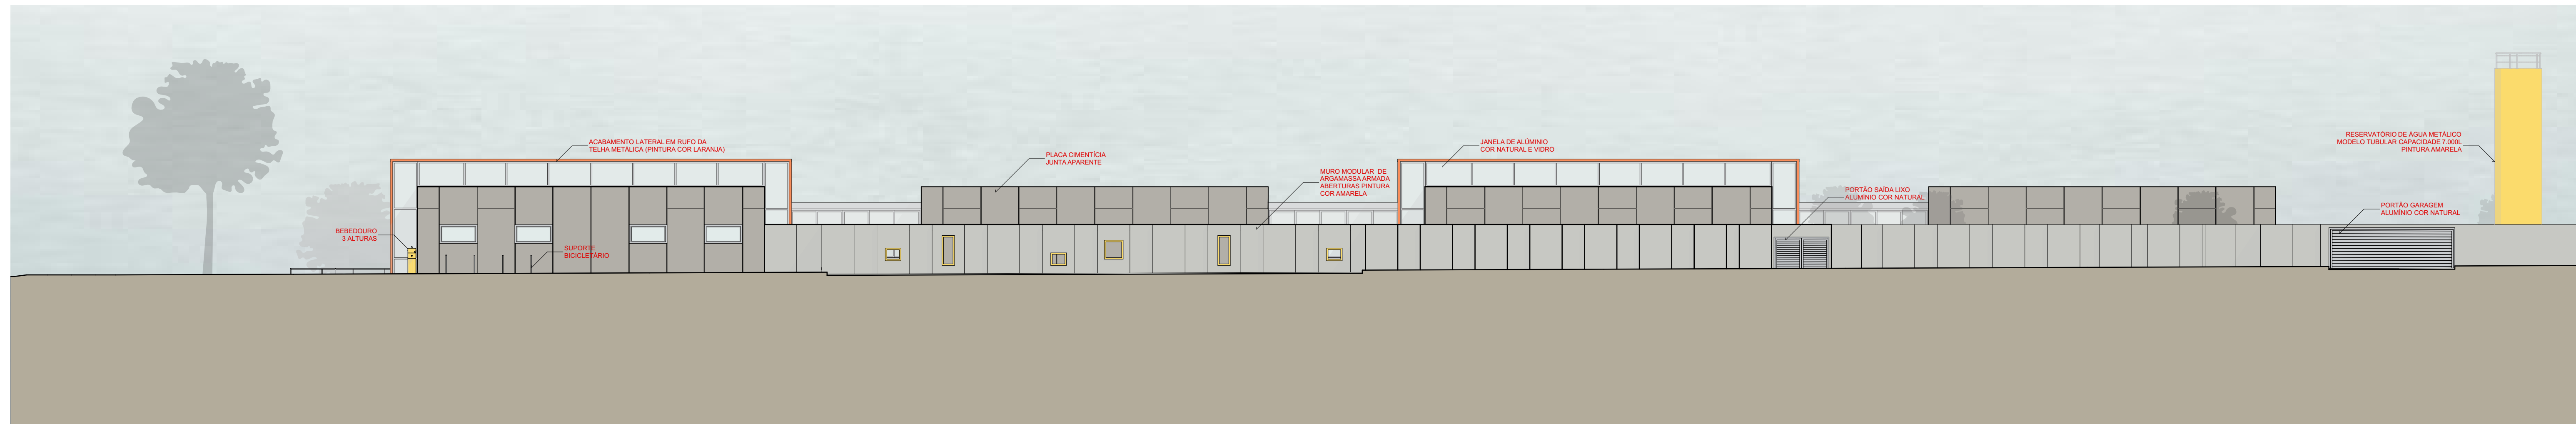 ACABAMENTO LATERAL EM RUFO DA
TELHA METÁLICA (PINTURA COR LARANJA)
BEBEDOURO
3 ALTURAS
SUPORTE
BICICLETÁRIO
PLACA CIMENTÍCIA
JUNTA APARENTE
MURO MODULAR DE
ARGAMASSA ARMADA
ABERTURAS PINTURA
COR AMARELA
JANELA DE ALÚMINIO
COR NATURAL E VIDRO
PORTÃO SAÍDA LIXO
ALUMÍNIO COR NATURAL
RESERVATÓRIO DE ÁGUA METÁLICO
MODELO TUBULAR CAPACIDADE 7.000L
PINTURA AMARELA
PORTÃO GARAGEM
ALUMÍNIO COR NATURAL